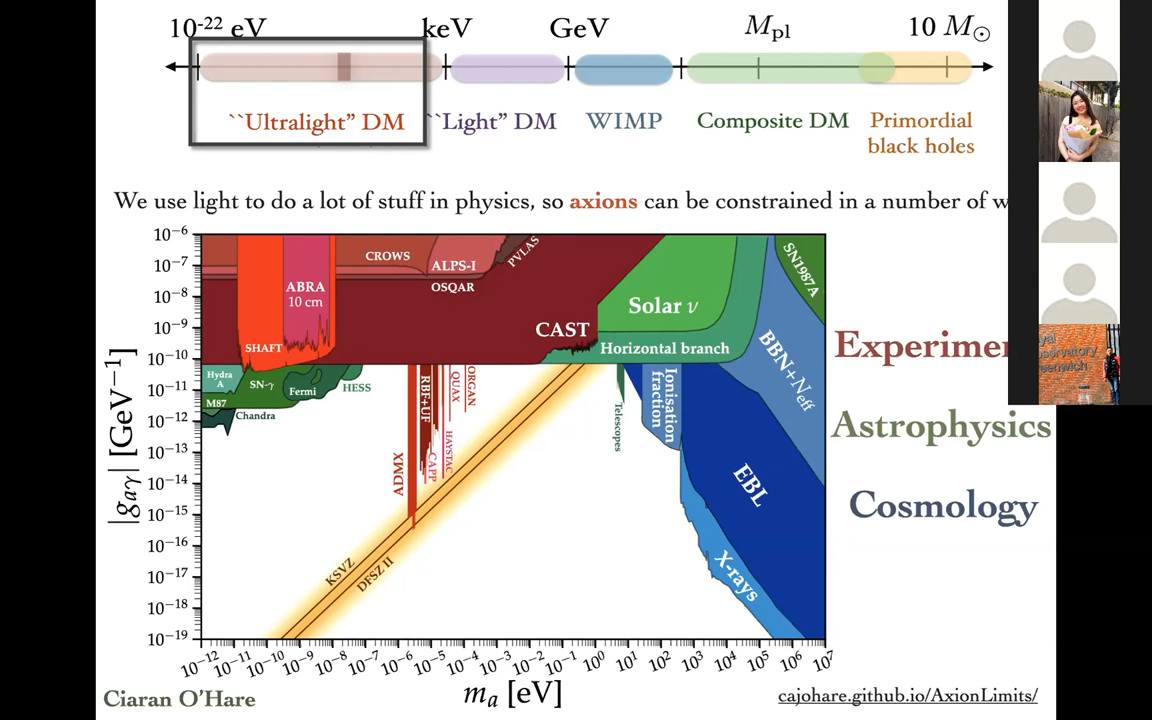 10-22 eV keV GeV Mpl 10 M☉
``Ultralight” DM ``Light” DM WIMP Composite DM Primordial
black holes
We use light to do a lot of stuff in physics, so axions can be constrained in a number of w
10−6
10−7
10−8
10−9
10−10
10−11
10−12
10−13
10−14
10−15
10−16
10−17
10−18
10−19
|gaγ| [GeV−1]
CROWS
ALPS-I
PVLAS
OSQAR
ABRA
10 cm
SHAFT
CAST
Solar ν
Horizontal branch
SN1987A
BBN+Neff
Hydra
A
M87
SN-γ
Fermi
HESS
Chandra
ADMX
RBF+UF
CAPP
QUAX
HAYSTAC
ORGAN
Telescopes
Ionisation
fraction
EBL
X-rays
KSVZ
DFSZ II
10−12 10−11 10−10 10−9 10−8 10−7 10−6 10−5 10−4 10−3 10−2 10−1 100 101 102 103 104 105 106 107
ma [eV]
Experimen
Astrophysics
Cosmology
Ciaran O'Hare
cajohare.github.io/AxionLimits/
yal
servatory
eenwich